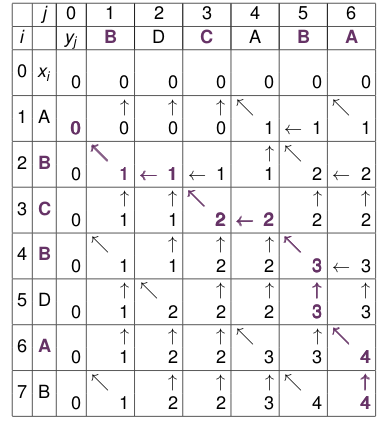 j 0 1 2 3 4 5 6
i y_j B D C A B A
0 x_i 0 0 0 0 0 0 0
↑ ↑ ↑ ↖ ↖
1 A 0 0 0 0 1 ← 1 1
↖ ↑ ↖
2 B 0 1 ← 1 ← 1 1 2 ← 2
↑ ↑ ↖ ↑ ↑
3 C 0 1 1 2 ← 2 2 2
↖ ↑ ↑ ↑ ↖
4 B 0 1 1 2 2 3 ← 3
↑ ↖ ↑ ↑ ↑ ↑
5 D 0 1 2 2 2 3 3
↑ ↑ ↑ ↖ ↑ ↖
6 A 0 1 2 2 3 3 4
↖ ↑ ↑ ↑ ↖ ↑
7 B 0 1 2 2 3 4 4